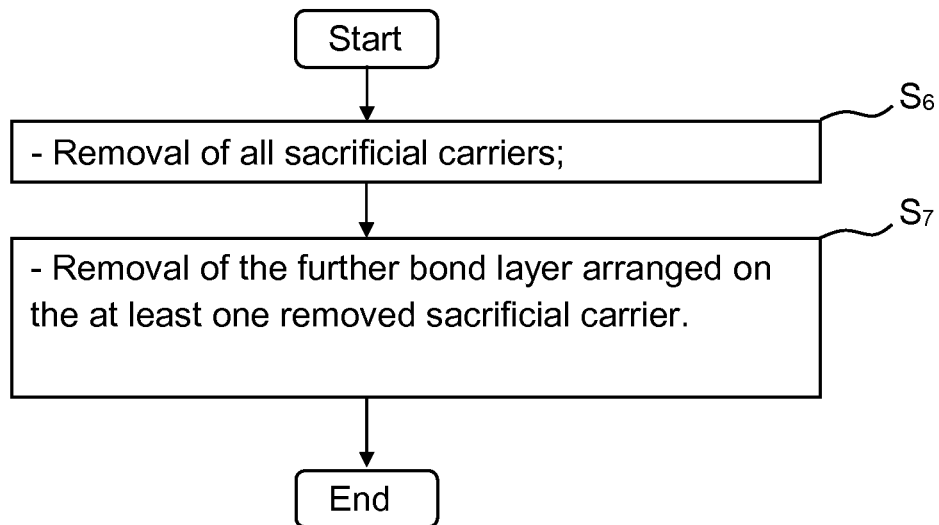 Start
S₆
- Removal of all sacrificial carriers;
S₇
- Removal of the further bond layer arranged on
the at least one removed sacrificial carrier.
End